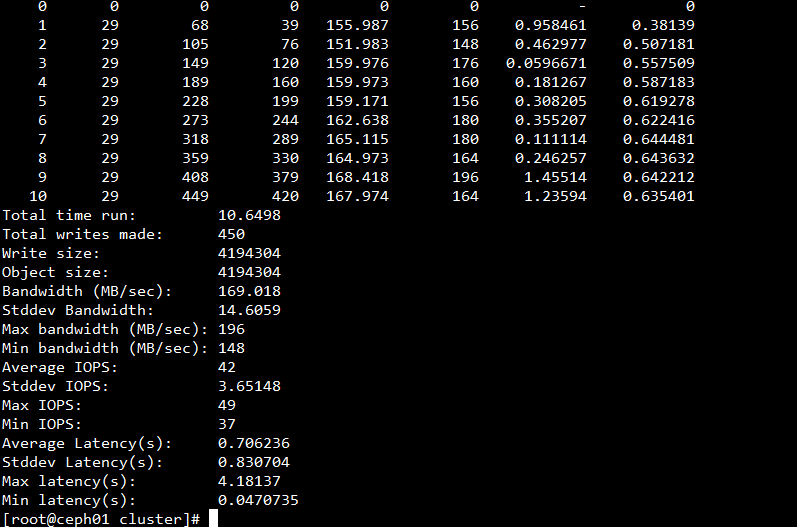 0 0 0 0 0 0 - 0
1 29 68 39 155.987 156 0.958461 0.38139
2 29 105 76 151.983 148 0.462977 0.507181
3 29 149 120 159.976 176 0.0596671 0.557509
4 29 189 160 159.973 160 0.181267 0.587183
5 29 228 199 159.171 156 0.308205 0.619278
6 29 273 244 162.638 180 0.355207 0.622416
7 29 318 289 165.115 180 0.111114 0.644481
8 29 359 330 164.973 164 0.246257 0.643632
9 29 408 379 168.418 196 1.45514 0.642212
10 29 449 420 167.974 164 1.23594 0.635401
Total time run: 10.6498
Total writes made: 450
Write size: 4194304
Object size: 4194304
Bandwidth (MB/sec): 169.018
Stddev Bandwidth: 14.6059
Max bandwidth (MB/sec): 196
Min bandwidth (MB/sec): 148
Average IOPS: 42
Stddev IOPS: 3.65148
Max IOPS: 49
Min IOPS: 37
Average Latency(s): 0.706236
Stddev Latency(s): 0.830704
Max latency(s): 4.18137
Min latency(s): 0.0470735
[root@ceph01 cluster]#